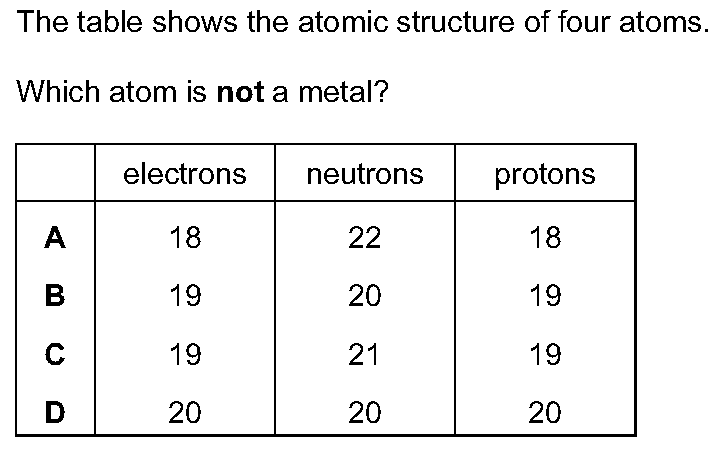 The table shows the atomic structure of four atoms.
Which atom is not a metal?
electrons neutrons protons
A 18 22 18
B 19 20 19
C 19 21 19
D 20 20 20